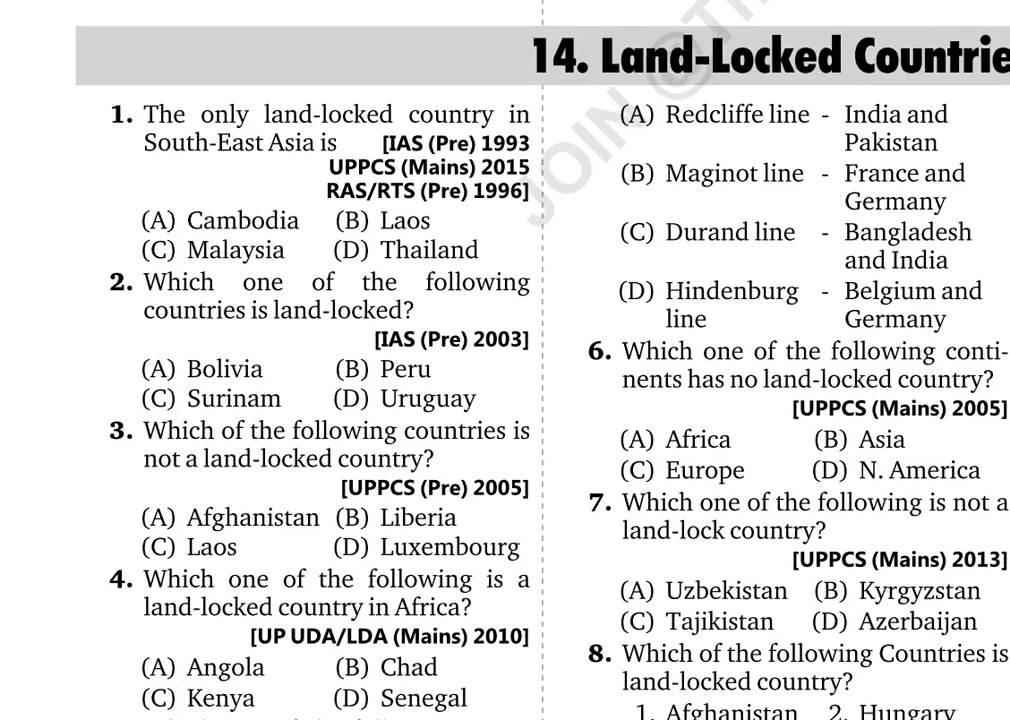 14. Land-Locked Countrie
1. The only land-locked country in
South-East Asia is [IAS (Pre) 1993
UPPCS (Mains) 2015
RAS/RTS (Pre) 1996]
(A) Cambodia (B) Laos
(C) Malaysia (D) Thailand
2. Which one of the following
countries is land-locked?
[IAS (Pre) 2003]
(A) Bolivia (B) Peru
(C) Surinam (D) Uruguay
3. Which of the following countries is
not a land-locked country?
[UPPCS (Pre) 2005]
(A) Afghanistan (B) Liberia
(C) Laos (D) Luxembourg
4. Which one of the following is a
land-locked country in Africa?
[UP UDA/LDA (Mains) 2010]
(A) Angola (B) Chad
(C) Kenya (D) Senegal
(A) Redcliffe line - India and
Pakistan
(B) Maginot line - France and
Germany
(C) Durand line - Bangladesh
and India
(D) Hindenburg - Belgium and
line Germany
6. Which one of the following conti-
nents has no land-locked country?
[UPPCS (Mains) 2005]
(A) Africa (B) Asia
(C) Europe (D) N. America
7. Which one of the following is not a
land-lock country?
[UPPCS (Mains) 2013]
(A) Uzbekistan (B) Kyrgyzstan
(C) Tajikistan (D) Azerbaijan
8. Which of the following Countries is
land-locked country?
1. Afghanistan 2. Hungary
JOIN @TH